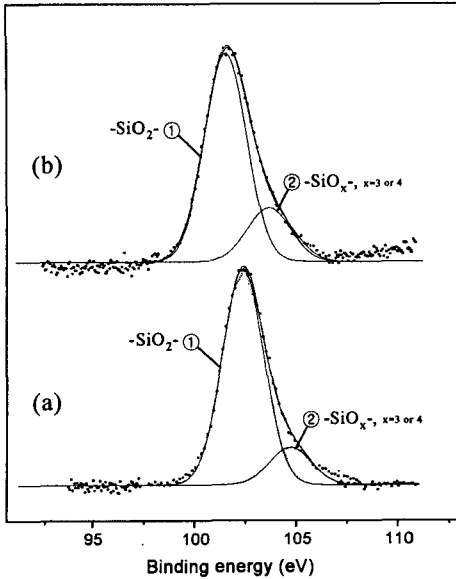 -SiO₂- ①
② -SiOₓ-, x=3 or 4
(b)
-SiO₂- ①
② -SiOₓ-, x=3 or 4
(a)
95 100 105 110
Binding energy (eV)